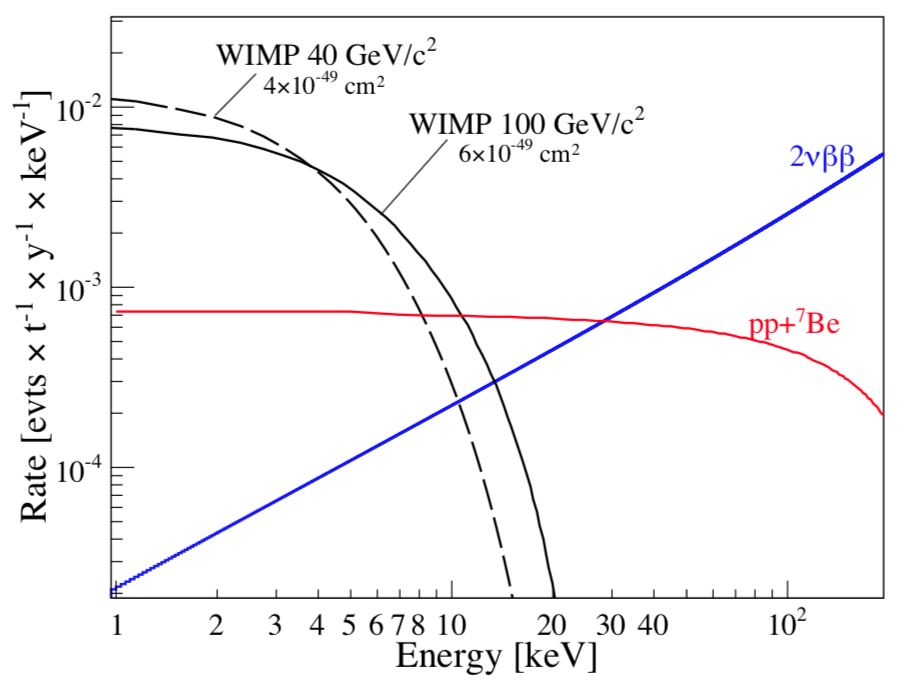 WIMP 40 GeV/c²
4×10⁻⁴⁹ cm²
WIMP 100 GeV/c²
6×10⁻⁴⁹ cm²
2νββ
pp+⁷Be
Rate [evts × t⁻¹ × y⁻¹ × keV⁻¹]
10⁻²
10⁻³
10⁻⁴
1 2 3 4 5 6 7 8 10 20 30 40 10²
Energy [keV]